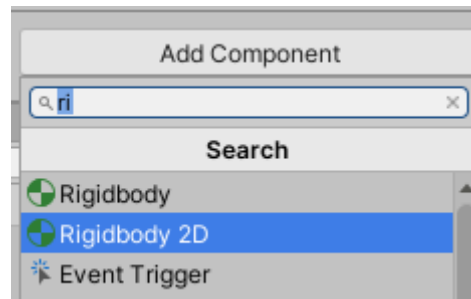 Add Component
ri
Search
Rigidbody
Rigidbody 2D
Event Trigger